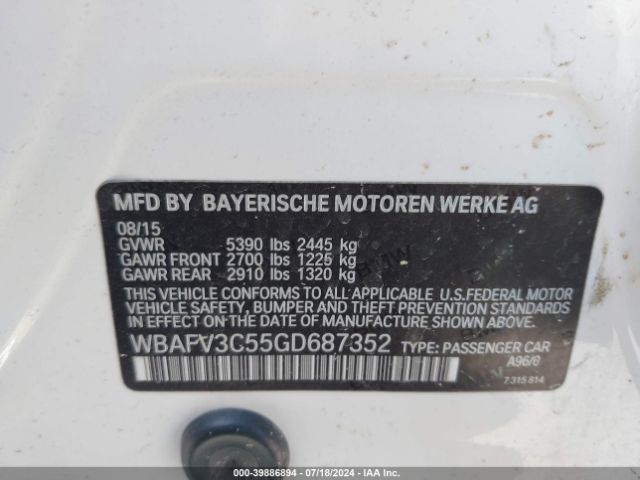 MFD BY BAYERISCHE MOTOREN WERKE AG
08/15
GVWR 5390 lbs 2445 kg
GAWR FRONT 2700 lbs 1225 kg
GAWR REAR 2910 lbs 1320 kg
THIS VEHICLE CONFORMS TO ALL APPLICABLE U.S.FEDERAL MOTOR
VEHICLE SAFETY, BUMPER AND THEFT PREVENTION STANDARDS
IN EFFECT ON THE DATE OF MANUFACTURE SHOWN ABOVE.
WBAFV3C55GD687352 TYPE: PASSENGER CAR
A96/0
7 315 814
000-39886894 / 07/18/2024 - IAA Inc.